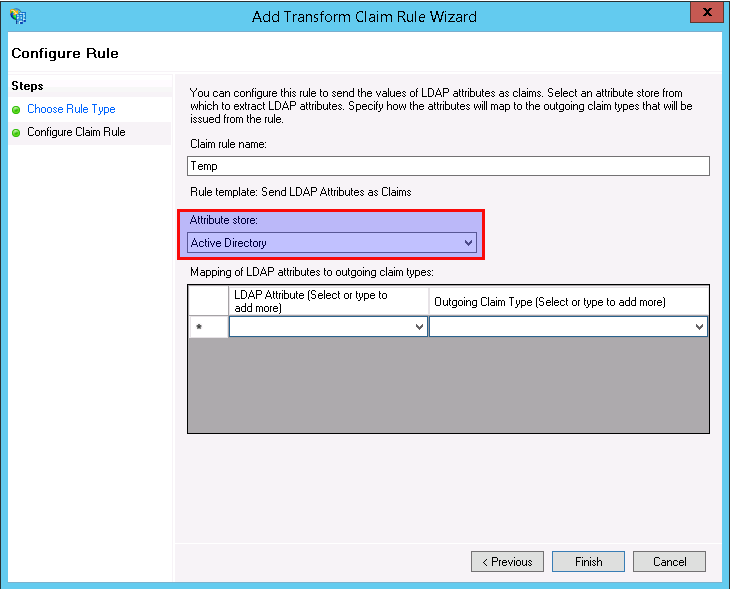 Add Transform Claim Rule Wizard
X
Configure Rule
Steps
Choose Rule Type
Configure Claim Rule
You can configure this rule to send the values of LDAP attributes as claims. Select an attribute store from
which to extract LDAP attributes. Specify how the attributes will map to the outgoing claim types that will be
issued from the rule.
Claim rule name:
Temp
Rule template: Send LDAP Attributes as Claims
Attribute store:
Active Directory
Mapping of LDAP attributes to outgoing claim types:
LDAP Attribute (Select or type to
add more)
Outgoing Claim Type (Select or type to add more)
*
< Previous
Finish
Cancel